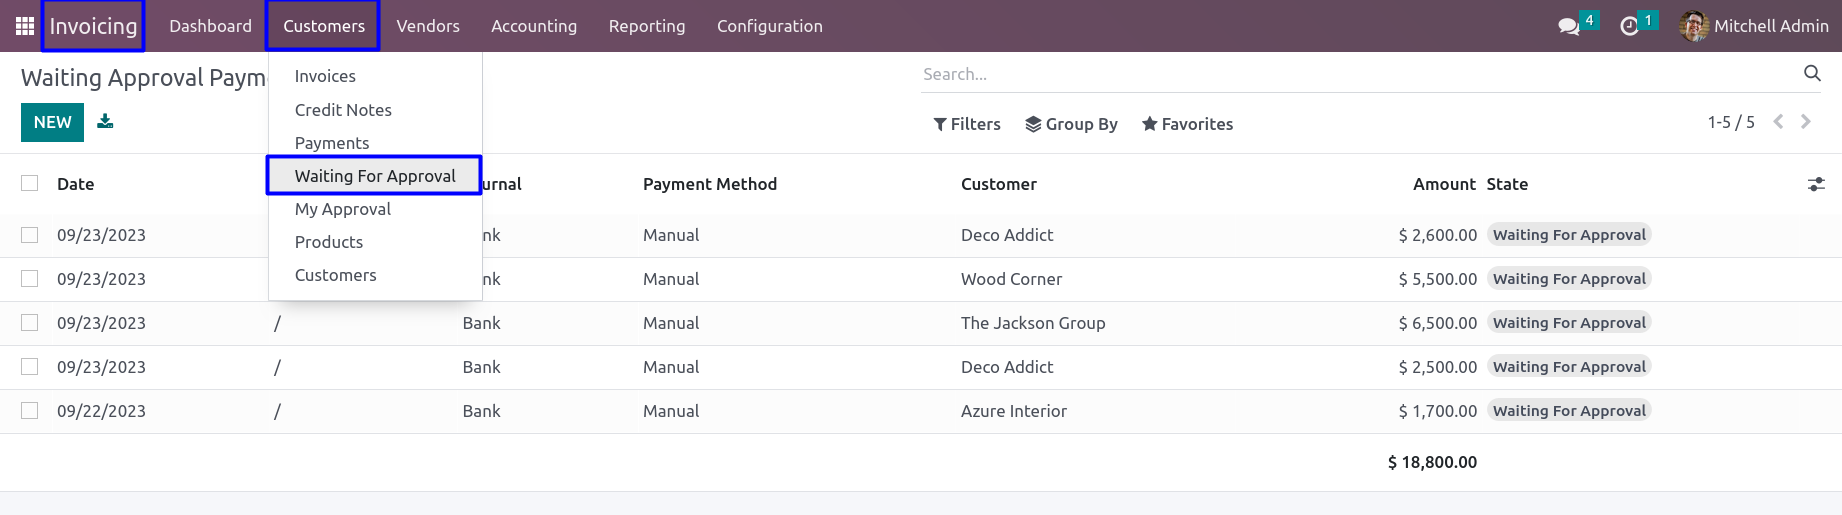 Invoicing Dashboard Customers Vendors Accounting Reporting Configuration 4 1 Mitchell Admin
Waiting Approval Paym
Search...
NEW
Filters Group By Favorites 1-5 / 5
Invoices
Credit Notes
Payments
Waiting For Approval
My Approval
Products
Customers
Date urnal Payment Method Customer Amount State
09/23/2023 nk Manual Deco Addict $ 2,600.00 Waiting For Approval
09/23/2023 nk Manual Wood Corner $ 5,500.00 Waiting For Approval
09/23/2023 / Bank Manual The Jackson Group $ 6,500.00 Waiting For Approval
09/23/2023 / Bank Manual Deco Addict $ 2,500.00 Waiting For Approval
09/22/2023 / Bank Manual Azure Interior $ 1,700.00 Waiting For Approval
$ 18,800.00